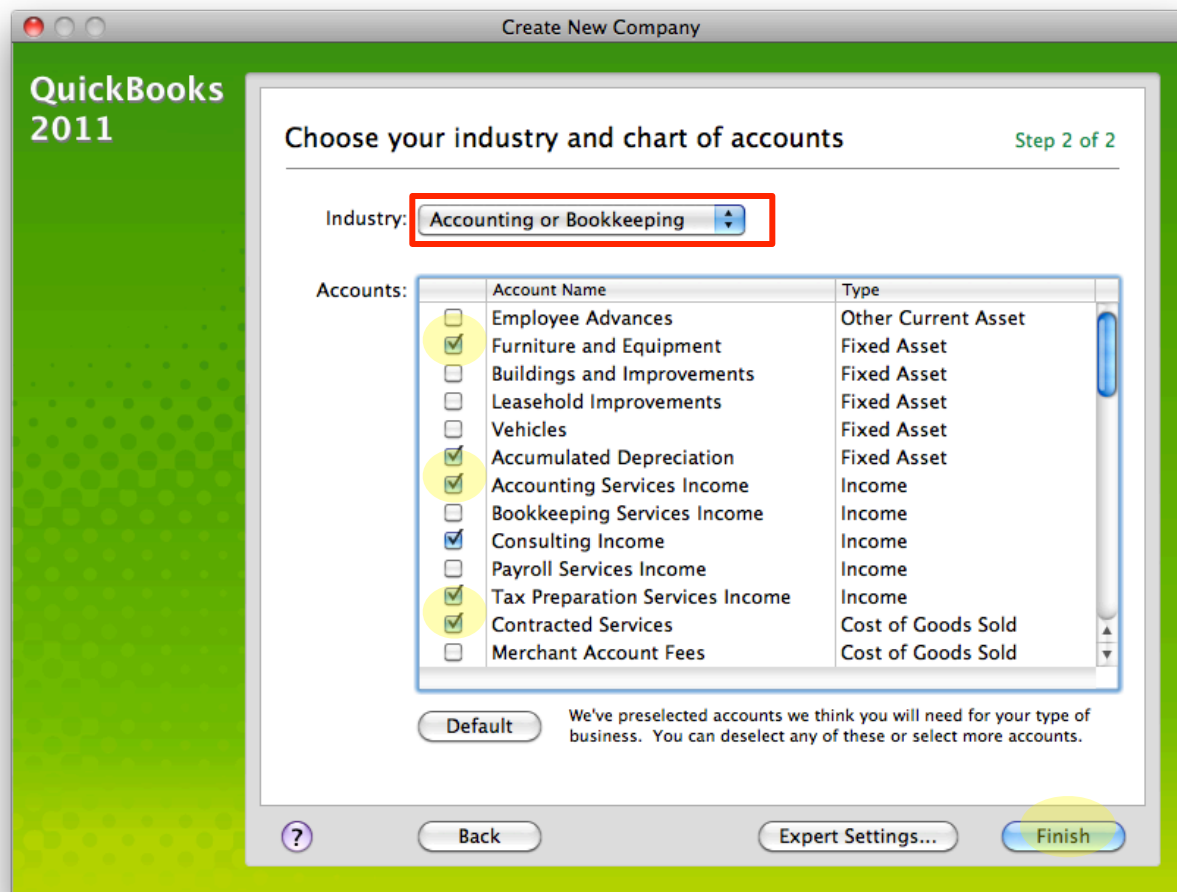 Create New Company
QuickBooks
2011
Choose your industry and chart of accounts
Step 2 of 2
Industry: Accounting or Bookkeeping
Accounts:
Account Name Type
Employee Advances Other Current Asset
Furniture and Equipment Fixed Asset
Buildings and Improvements Fixed Asset
Leasehold Improvements Fixed Asset
Vehicles Fixed Asset
Accumulated Depreciation Fixed Asset
Accounting Services Income Income
Bookkeeping Services Income Income
Consulting Income Income
Payroll Services Income Income
Tax Preparation Services Income Income
Contracted Services Cost of Goods Sold
Merchant Account Fees Cost of Goods Sold
Default
We've preselected accounts we think you will need for your type of
business. You can deselect any of these or select more accounts.
? Back Expert Settings... Finish